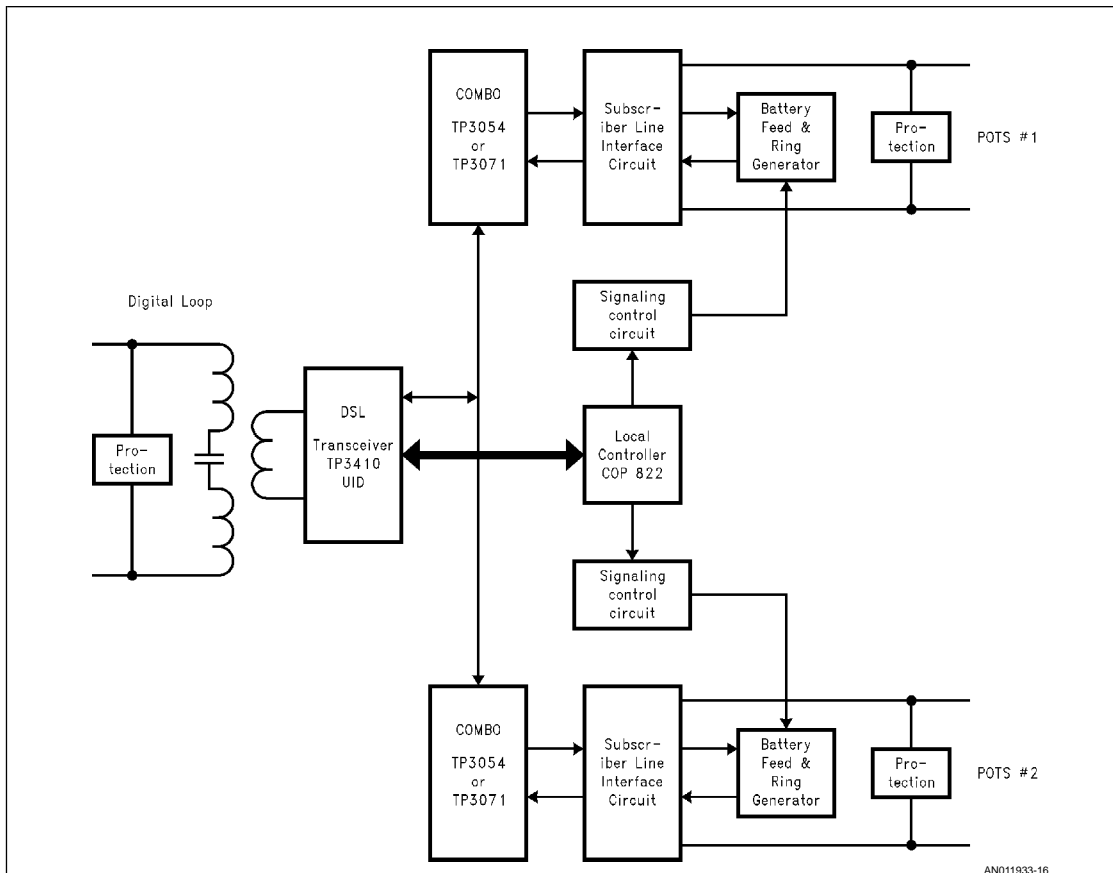 COMBO
TP3054
or
TP3071
Subscr-
iber Line
Interface
Circuit
Battery
Feed &
Ring
Generator
Pro-
tection
POTS #1
Signaling
control
circuit
Digital Loop
Pro-
tection
DSL
Transceiver
TP3410
UID
Local
Controller
COP 822
Signaling
control
circuit
COMBO
TP3054
or
TP3071
Subscr-
iber Line
Interface
Circuit
Battery
Feed &
Ring
Generator
Pro-
tection
POTS #2
AN011933-16